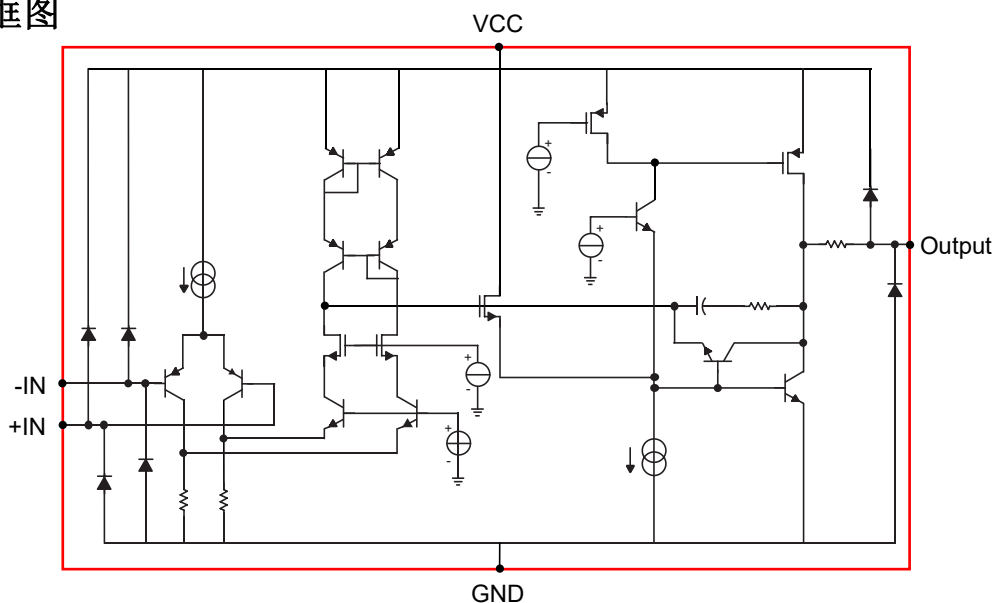 框图
VCC
+
-
+
-
Output
+
-
-IN
+IN
+
-
GND